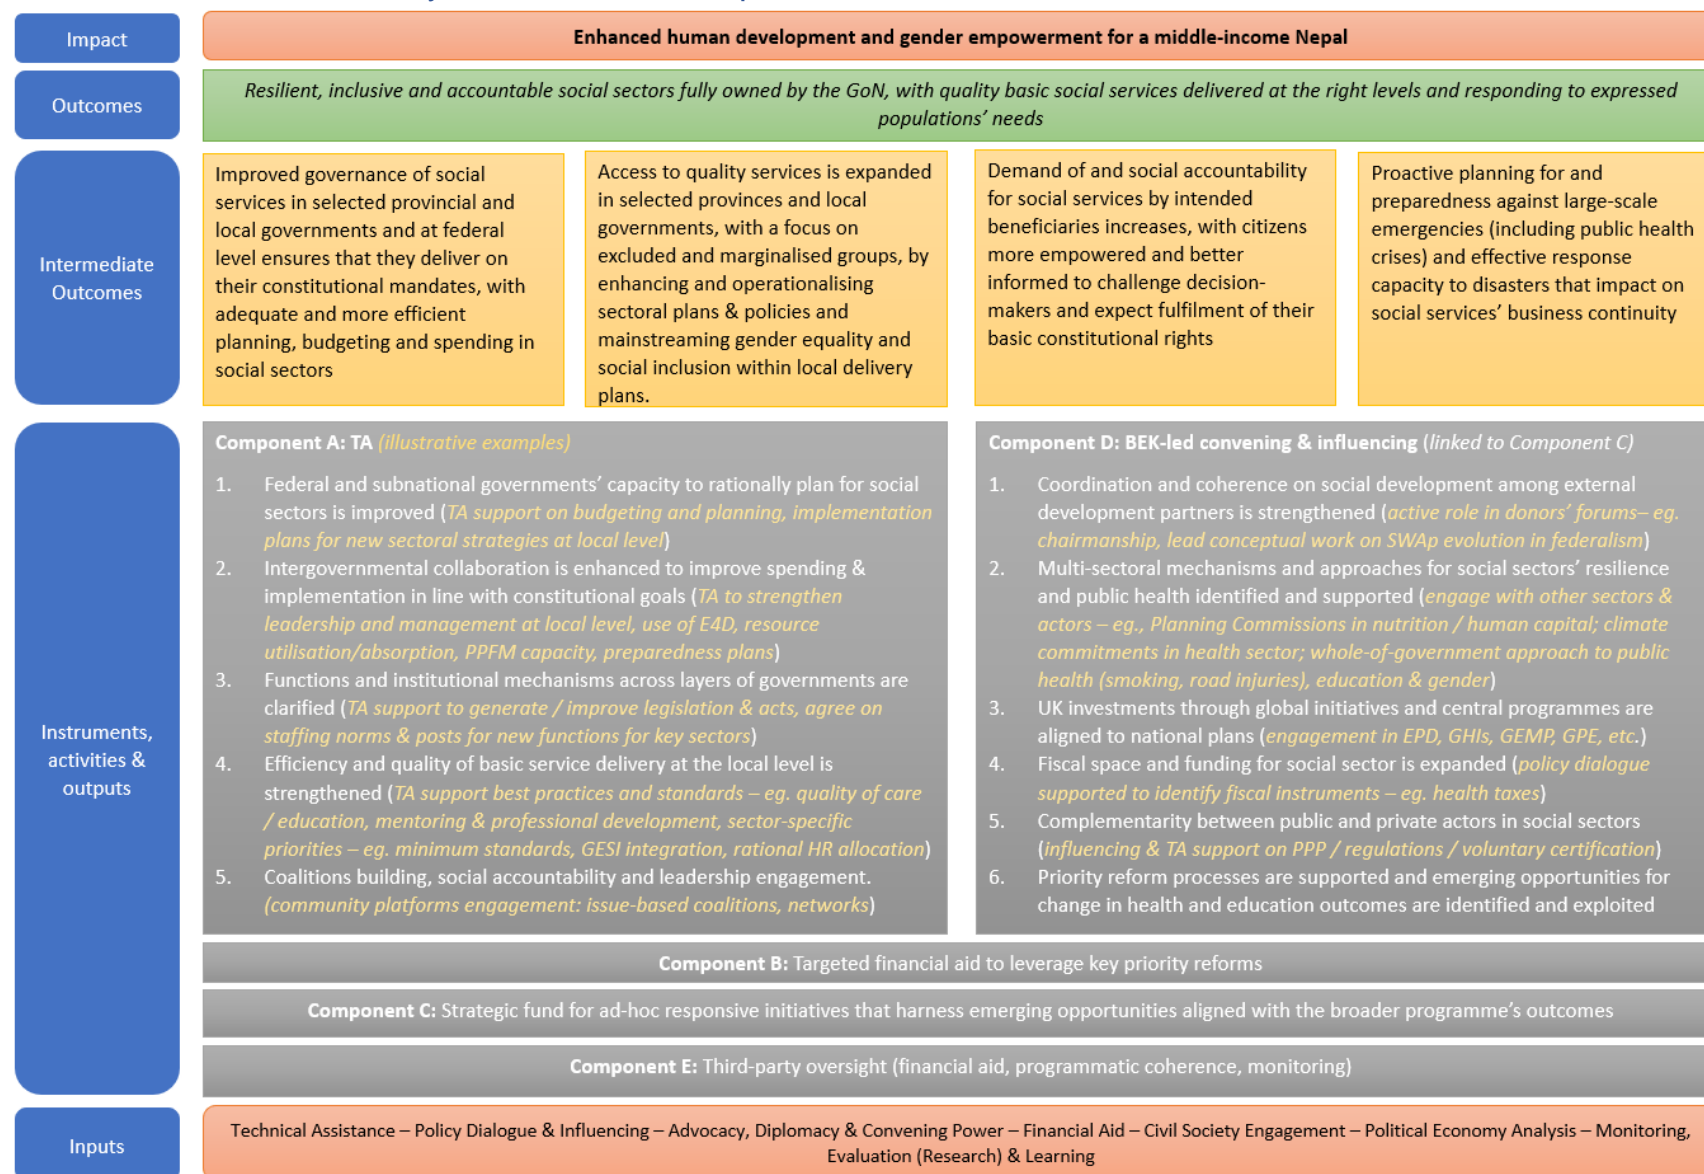 Impact
Enhanced human development and gender empowerment for a middle-income Nepal
Outcomes
Resilient, inclusive and accountable social sectors fully owned by the GoN, with quality basic social services delivered at the right levels and responding to expressed
populations' needs
Intermediate
Outcomes
Improved governance of social
services in selected provincial and
local governments and at federal
level ensures that they deliver on
their constitutional mandates, with
adequate and more efficient
planning, budgeting and spending in
social sectors
Access to quality services is expanded
in selected provinces and local
governments, with a focus on
excluded and marginalised groups, by
enhancing and operationalising
sectoral plans & policies and
mainstreaming gender equality and
social inclusion within local delivery
plans.
Demand of and social accountability
for social services by intended
beneficiaries increases, with citizens
more empowered and better
informed to challenge decision-
makers and expect fulfilment of their
basic constitutional rights
Proactive planning for and
preparedness against large-scale
emergencies (including public health
crises) and effective response
capacity to disasters that impact on
social services' business continuity
Instruments,
activities &
outputs
Component A: TA (illustrative examples)
1. Federal and subnational governments' capacity to rationally plan for social
sectors is improved (TA support on budgeting and planning, implementation
plans for new sectoral strategies at local level)
2. Intergovernmental collaboration is enhanced to improve spending &
implementation in line with constitutional goals (TA to strengthen
leadership and management at local level, use of E4D, resource
utilisation/absorption, PPFM capacity, preparedness plans)
3. Functions and institutional mechanisms across layers of governments are
clarified (TA support to generate / improve legislation & acts, agree on
staffing norms & posts for new functions for key sectors)
4. Efficiency and quality of basic service delivery at the local level is
strengthened (TA support best practices and standards – eg. quality of care
/ education, mentoring & professional development, sector-specific
priorities – eg. minimum standards, GESI integration, rational HR allocation)
5. Coalitions building, social accountability and leadership engagement.
(community platforms engagement: issue-based coalitions, networks)
Component D: BEK-led convening & influencing (linked to Component C)
1. Coordination and coherence on social development among external
development partners is strengthened (active role in donors' forums– eg.
chairmanship, lead conceptual work on SWAp evolution in federalism)
2. Multi-sectoral mechanisms and approaches for social sectors' resilience
and public health identified and supported (engage with other sectors &
actors – eg., Planning Commissions in nutrition / human capital; climate
commitments in health sector; whole-of-government approach to public
health (smoking, road injuries), education & gender)
3. UK investments through global initiatives and central programmes are
aligned to national plans (engagement in EPD, GHIs, GEMP, GPE, etc.)
4. Fiscal space and funding for social sector is expanded (policy dialogue
supported to identify fiscal instruments – eg. health taxes)
5. Complementarity between public and private actors in social sectors
(influencing & TA support on PPP / regulations / voluntary certification)
6. Priority reform processes are supported and emerging opportunities for
change in health and education outcomes are identified and exploited
Component B: Targeted financial aid to leverage key priority reforms
Component C: Strategic fund for ad-hoc responsive initiatives that harness emerging opportunities aligned with the broader programme's outcomes
Component E: Third-party oversight (financial aid, programmatic coherence, monitoring)
Inputs
Technical Assistance – Policy Dialogue & Influencing – Advocacy, Diplomacy & Convening Power – Financial Aid – Civil Society Engagement – Political Economy Analysis – Monitoring,
Evaluation (Research) & Learning